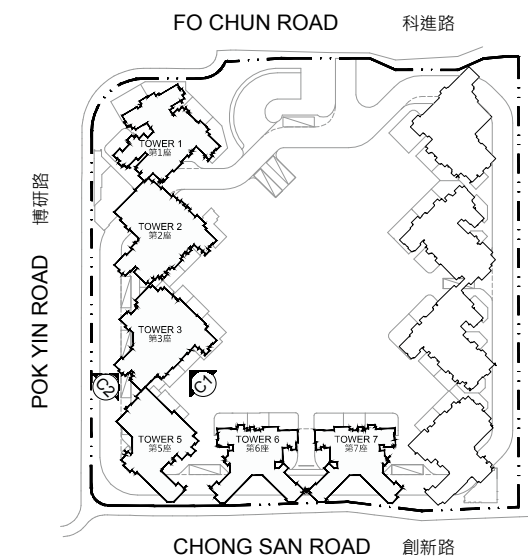 FO CHUN ROAD 科進路
TOWER 1
第1座
POK YIN ROAD 博研路
TOWER 2
第2座
TOWER 3
第3座
C2
C1
TOWER 5
第5座
TOWER 6
第6座
TOWER 7
第7座
CHONG SAN ROAD 創新路